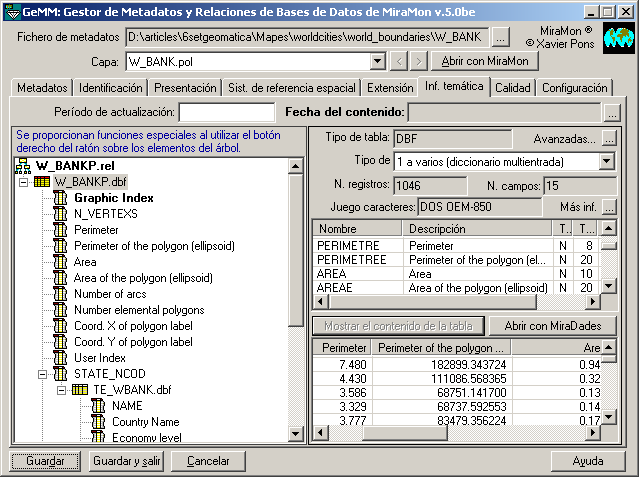 GeMM: Gestor de Metadatos y Relaciones de Bases de Datos de MiraMon v.5.0be
Fichero de metadatos D:\articles\6setgeomatica\Mapes\worldcities\world_boundaries\W_BANK ... MiraMon ®
© Xavier Pons
Capa: W_BANK.pol < > Abrir con MiraMon
Metadatos Identificación Presentación Sist. de referencia espacial Extensión Inf. temática Calidad Configuración
Período de actualización: Fecha del contenido: ...
Se proporcionan funciones especiales al utilizar el botón
derecho del ratón sobre los elementos del árbol.
W_BANKP.rel
W_BANKP.dbf
Graphic Index
N_VERTEXS
Perimeter
Perimeter of the polygon (ellipsoid)
Area
Area of the polygon (ellipsoid)
Number of arcs
Number elemental polygons
Coord. X of polygon label
Coord. Y of polygon label
User Index
STATE_NCOD
TE_WBANK.dbf
NAME
Country Name
Economy level
Tipo de tabla: DBF Avanzadas... ...
Tipo de 1 a varios (diccionario multientrada)
N. registros: 1046 N. campos: 15
Juego caracteres: DOS OEM-850 Más inf. ...
Nombre Descripción T.. T...
PERIMETRE Perimeter N 8
PERIMETREE Perimeter of the polygon (el... N 20
AREA Area N 10
AREAE Area of the polygon (ellipsoid) N 20
Mostrar el contenido de la tabla Abrir con MiraDades
Perimeter Perimeter of the polygon ... Are
7.480 182899.343724 0.94
4.430 111086.568365 0.32
3.586 68751.141700 0.13
3.329 68737.592553 0.14
3.777 83479.356224 0.17
Guardar Guardar y salir Cancelar Ayuda